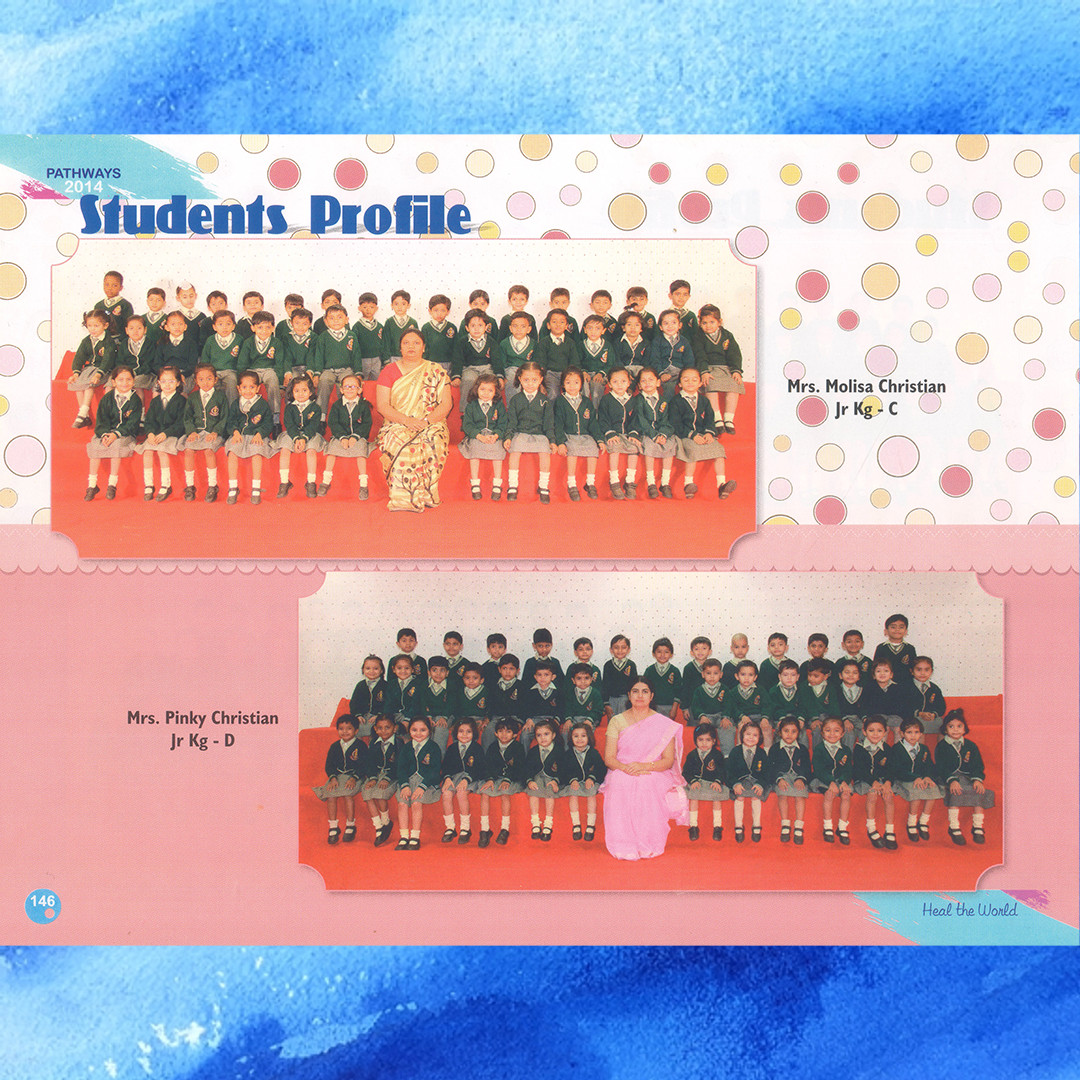 PATHWAYS
2014
Students Profile
Mrs. Molisa Christian
Jr Kg - C
Mrs. Pinky Christian
Jr Kg - D
146
Heal the World